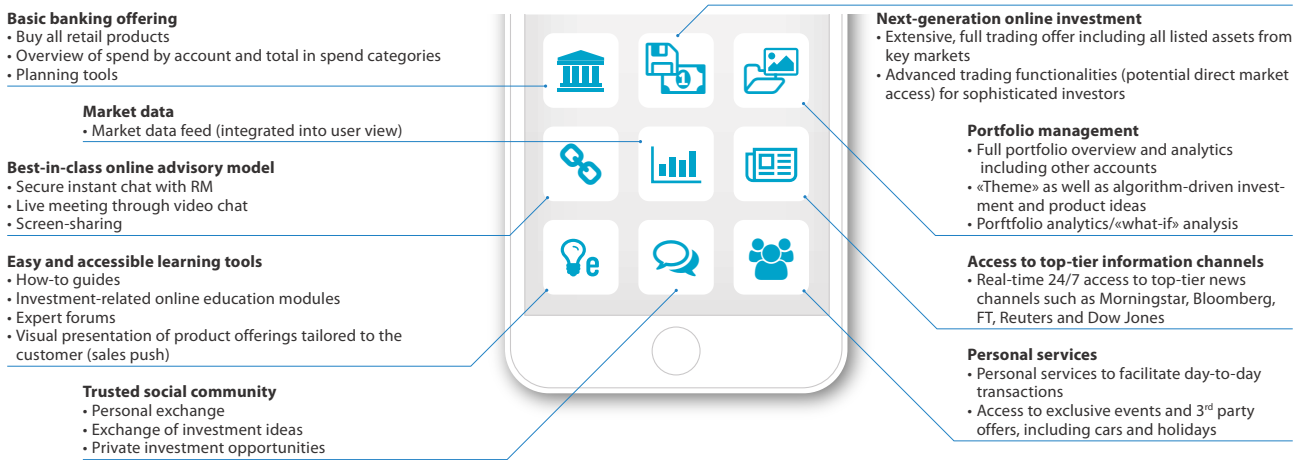 Basic banking offering
• Buy all retail products
• Overview of spend by account and total in spend categories
• Planning tools
Market data
• Market data feed (integrated into user view)
Best-in-class online advisory model
• Secure instant chat with RM
• Live meeting through video chat
• Screen-sharing
Easy and accessible learning tools
• How-to guides
• Investment-related online education modules
• Expert forums
• Visual presentation of product offerings tailored to the
customer (sales push)
Trusted social community
• Personal exchange
• Exchange of investment ideas
• Private investment opportunities
1
e
Next-generation online investment
• Extensive, full trading offer including all listed assets from
key markets
• Advanced trading functionalities (potential direct market
access) for sophisticated investors
Portfolio management
• Full portfolio overview and analytics
including other accounts
• «Theme» as well as algorithm-driven invest-
ment and product ideas
• Porftfolio analytics/«what-if» analysis
Access to top-tier information channels
• Real-time 24/7 access to top-tier news
channels such as Morningstar, Bloomberg,
FT, Reuters and Dow Jones
Personal services
• Personal services to facilitate day-to-day
transactions
• Access to exclusive events and 3rd party
offers, including cars and holidays